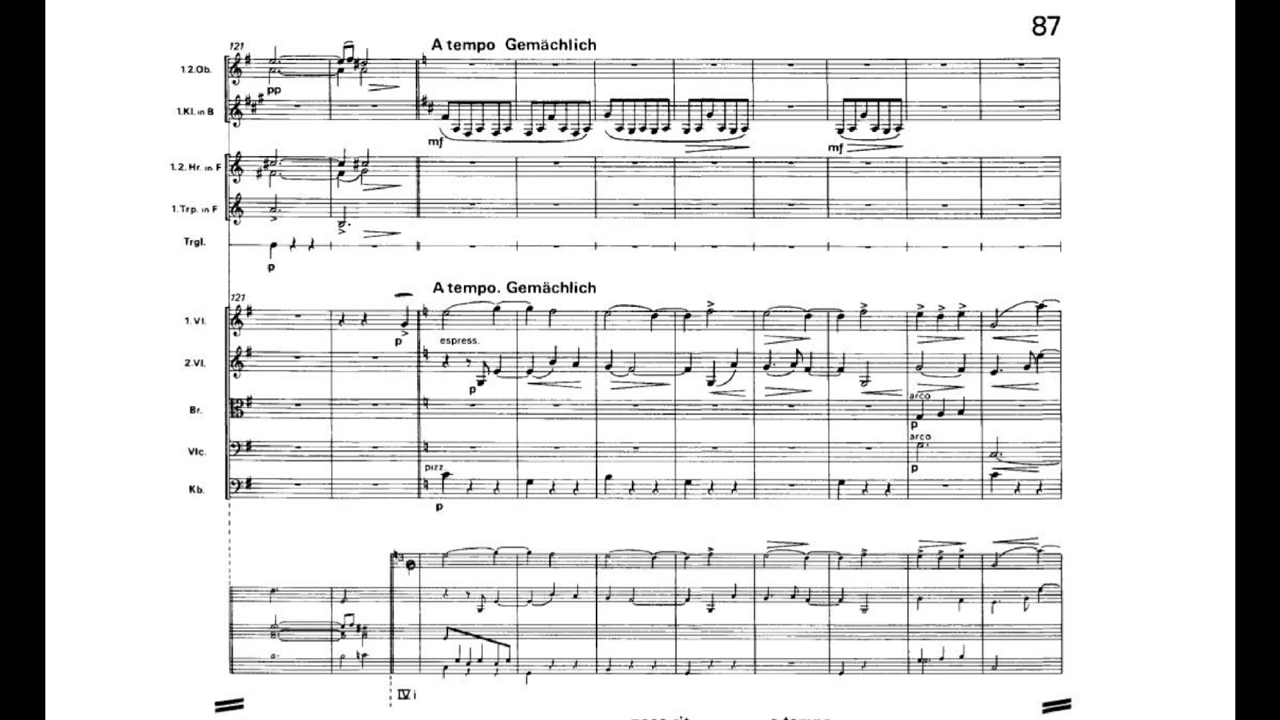 87
121
A tempo Gemächlich
1.2.Ob.
pp
1.Kl. in B
mf
mf
1.2. Hr. in F
1.Trp. in F
Trgl.
p
A tempo. Gemächlich
121
1. Vl.
p
espress.
2.Vl.
p
arco
Br.
p
arco
Vlc.
p
pizz.
Kb.
p
IV i